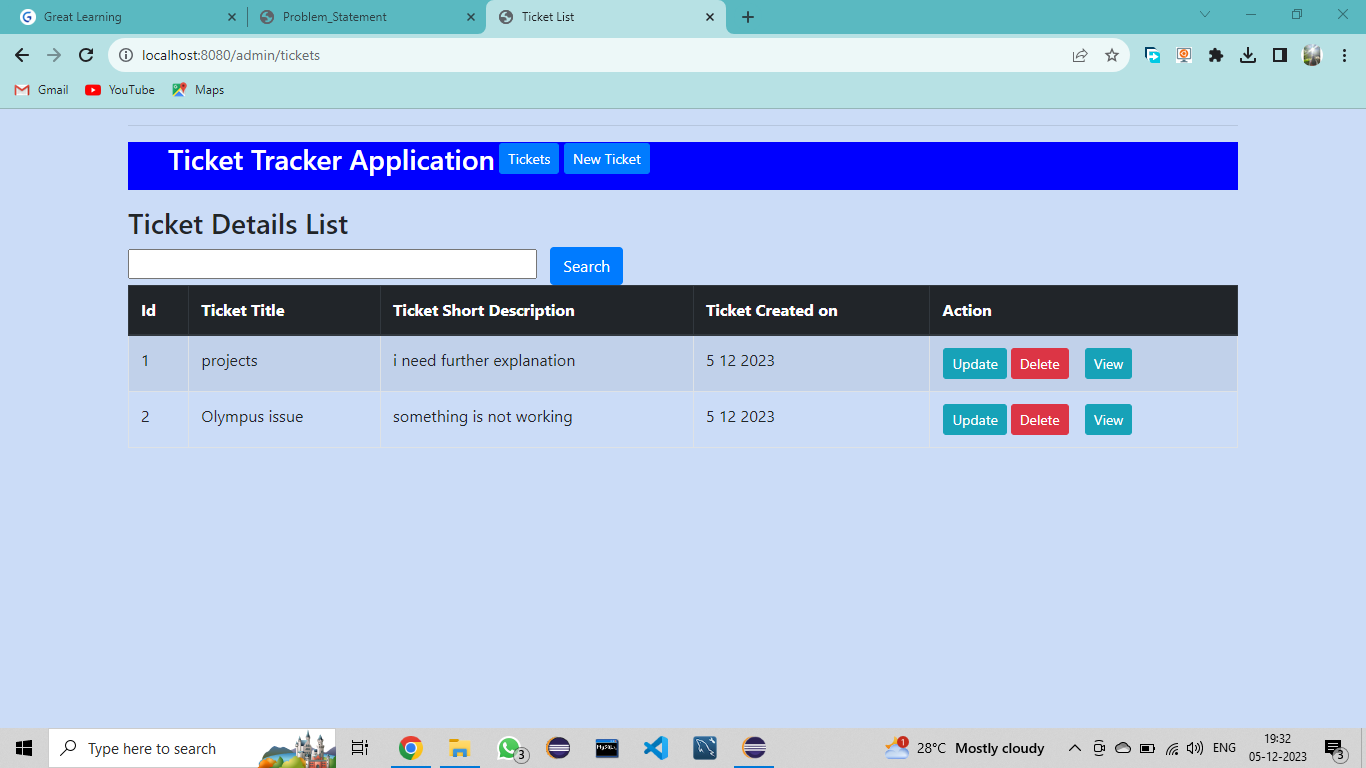 Great Learning
Problem_Statement
Ticket List
localhost:8080/admin/tickets
Gmail YouTube Maps
Ticket Tracker Application Tickets New Ticket
Ticket Details List
Search
Id Ticket Title Ticket Short Description Ticket Created on Action
1 projects i need further explanation 5 12 2023 Update Delete View
2 Olympus issue something is not working 5 12 2023 Update Delete View
Type here to search
3
MySQL
1
28°C Mostly cloudy
ENG
19:32
05-12-2023
3